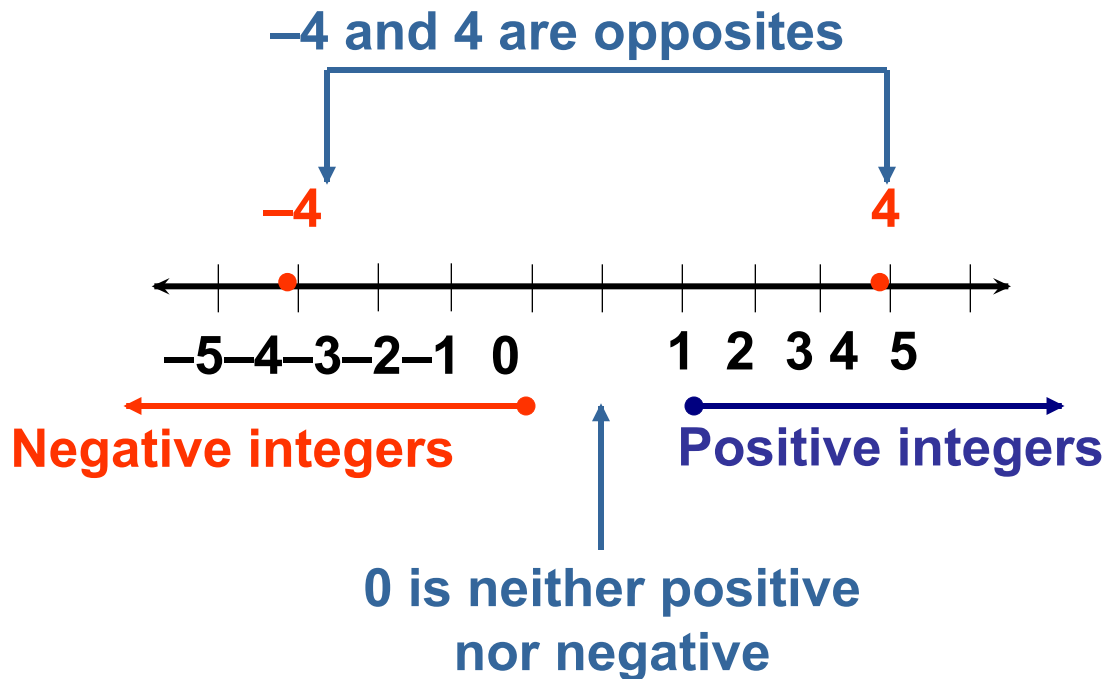 –4 and 4 are opposites
–4 4
–5–4–3–2–1 0 1 2 3 4 5
Negative integers Positive integers
0 is neither positive
nor negative